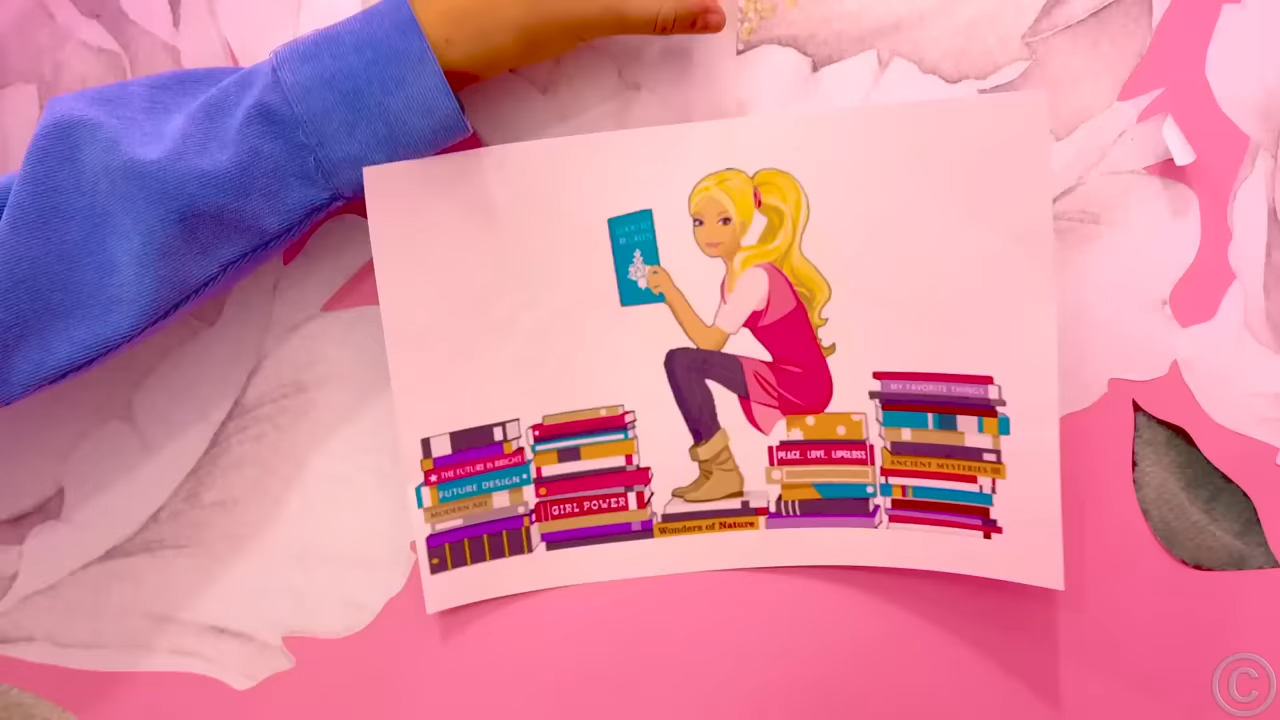 THE FUTURE IS BRIGHT
FUTURE DESIGN
MODERN ART
GIRL POWER
Wonders of Nature
PEACE. LOVE. LIPGLOSS
MY FAVORITE THINGS
ANCIENT MYSTERIES III
©